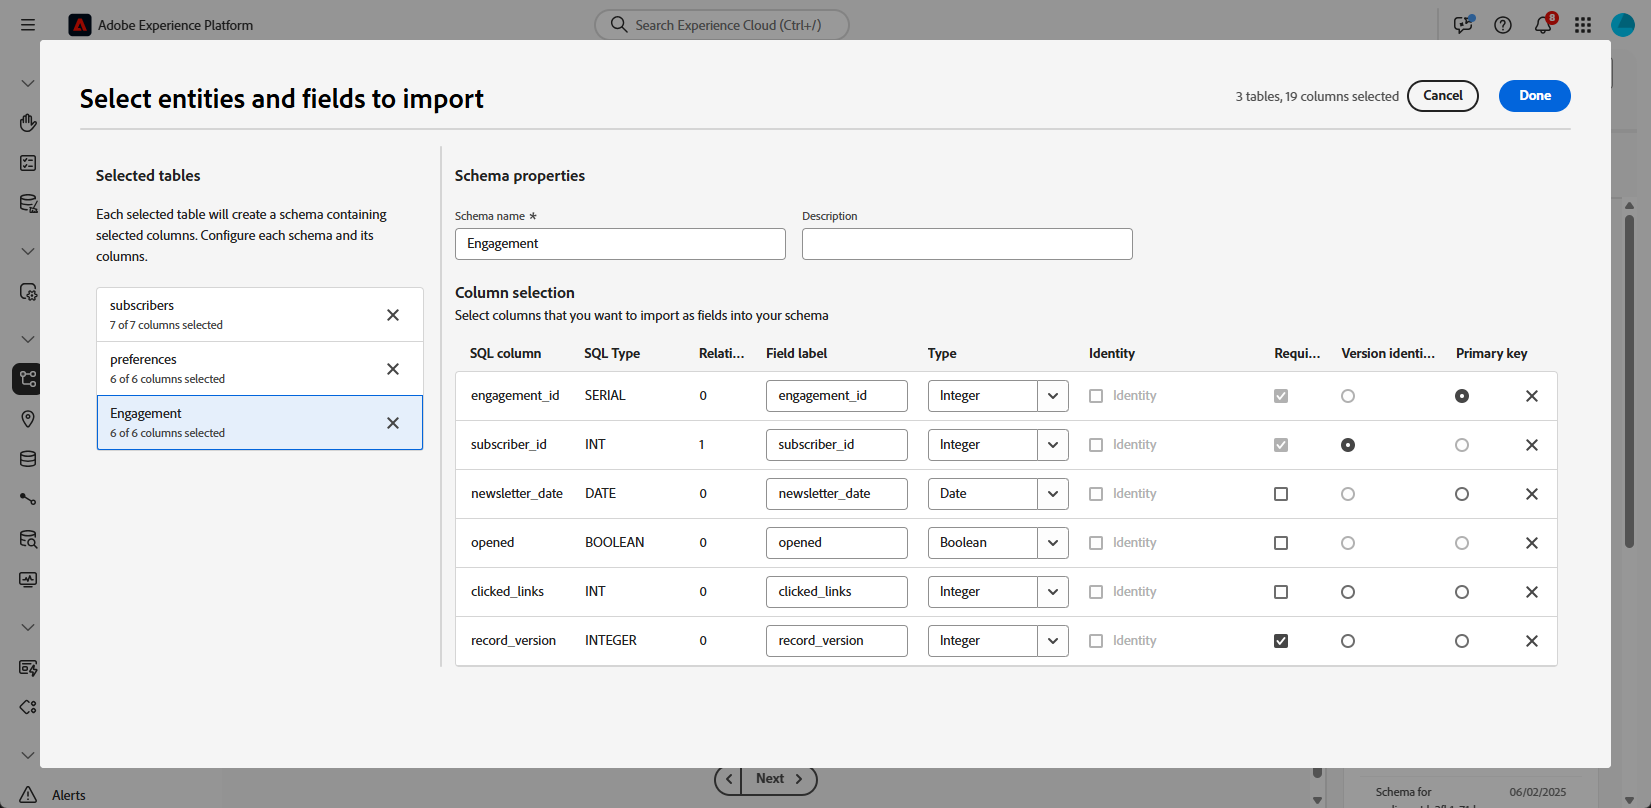 Adobe Experience Platform
Search Experience Cloud (Ctrl+/)
8
Select entities and fields to import
3 tables, 19 columns selected
Cancel
Done
Selected tables
Each selected table will create a schema containing
selected columns. Configure each schema and its
columns.
subscribers
7 of 7 columns selected
preferences
6 of 6 columns selected
Engagement
6 of 6 columns selected
Schema properties
Schema name *
Description
Engagement
Column selection
Select columns that you want to import as fields into your schema
SQL column SQL Type Relati... Field label Type Identity Requi... Version identi... Primary key
engagement_id SERIAL 0 engagement_id Integer Identity
subscriber_id INT 1 subscriber_id Integer Identity
newsletter_date DATE 0 newsletter_date Date Identity
opened BOOLEAN 0 opened Boolean Identity
clicked_links INT 0 clicked_links Integer Identity
record_version INTEGER 0 record_version Integer Identity
Next
Alerts
Schema for 06/02/2025